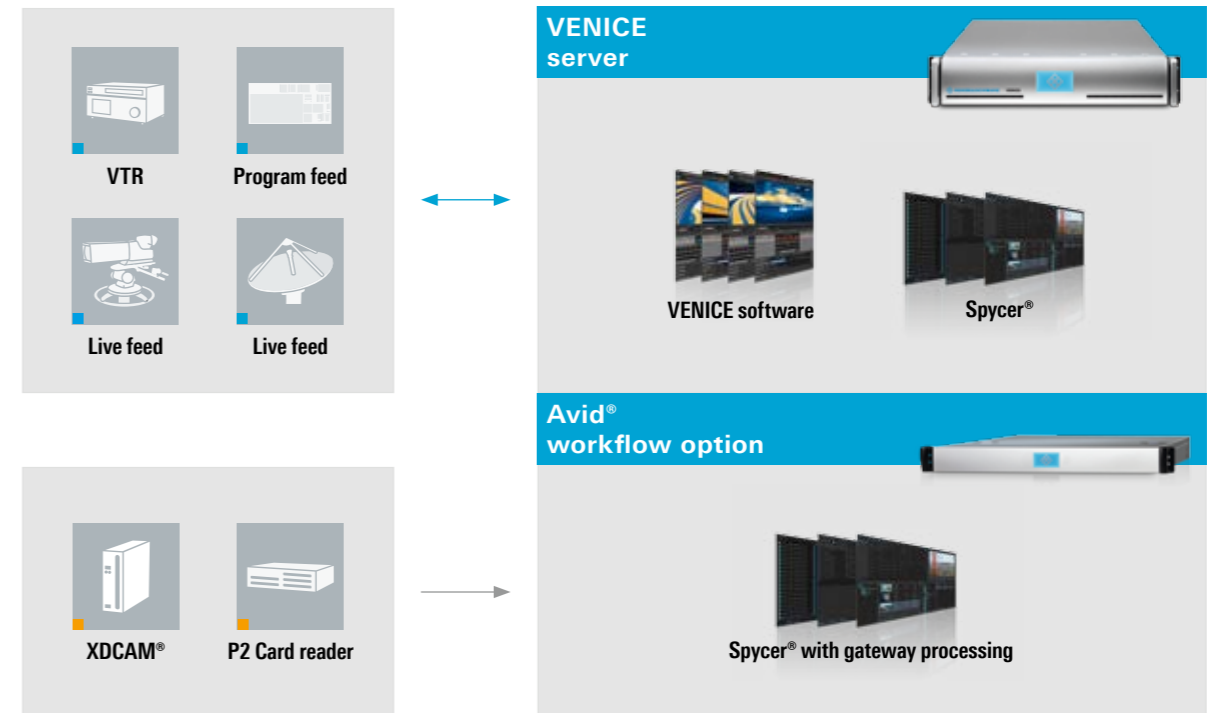 VENICE
server
VTR
Program feed
Live feed
Live feed
VENICE software
Spycer®
Avid®
workflow option
XDCAM®
P2 Card reader
Spycer® with gateway processing